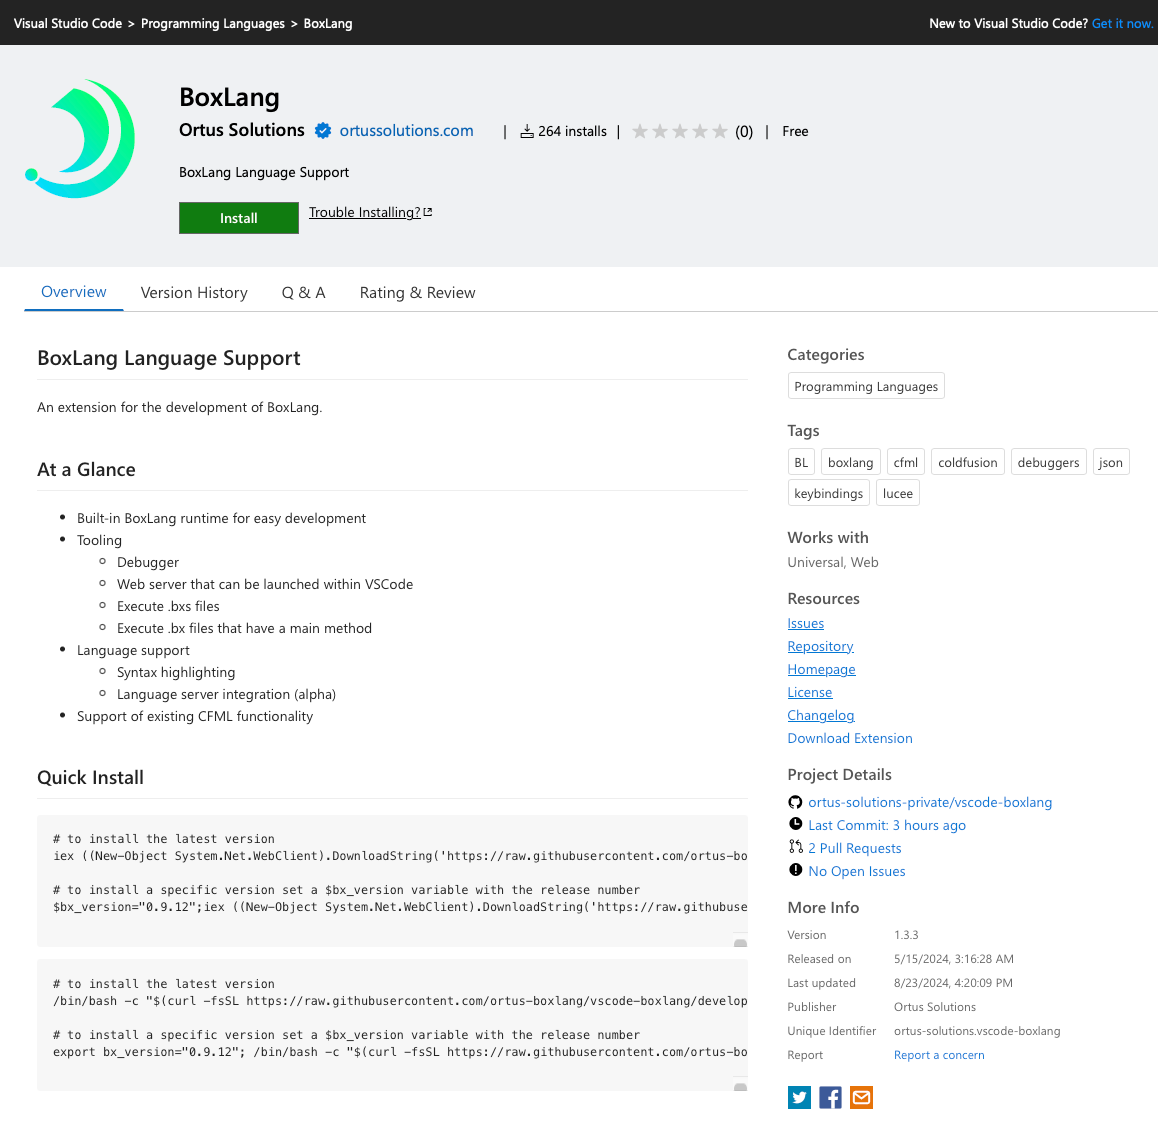 Visual Studio Code > Programming Languages > BoxLang
New to Visual Studio Code? Get it now.
BoxLang
Ortus Solutions ortussolutions.com | 264 installs | (0) | Free
BoxLang Language Support
Install Trouble Installing?
Overview Version History Q & A Rating & Review
BoxLang Language Support
An extension for the development of BoxLang.
At a Glance
Built-in BoxLang runtime for easy development
Tooling
Debugger
Web server that can be launched within VSCode
Execute .bxs files
Execute .bx files that have a main method
Language support
Syntax highlighting
Language server integration (alpha)
Support of existing CFML functionality
Quick Install
# to install the latest version
iex ((New-Object System.Net.WebClient).DownloadString('https://raw.githubusercontent.com/ortus-bo
# to install a specific version set a $bx_version variable with the release number
$bx_version="0.9.12";iex ((New-Object System.Net.WebClient).DownloadString('https://raw.githubuse
# to install the latest version
/bin/bash -c "$(curl -fsSL https://raw.githubusercontent.com/ortus-boxlang/vscode-boxlang/develop
# to install a specific version set a $bx_version variable with the release number
export bx_version="0.9.12"; /bin/bash -c "$(curl -fsSL https://raw.githubusercontent.com/ortus-bo
Categories
Programming Languages
Tags
BL boxlang cfml coldfusion debuggers json
keybindings lucee
Works with
Universal, Web
Resources
Issues
Repository
Homepage
License
Changelog
Download Extension
Project Details
ortus-solutions-private/vscode-boxlang
Last Commit: 3 hours ago
2 Pull Requests
No Open Issues
More Info
Version 1.3.3
Released on 5/15/2024, 3:16:28 AM
Last updated 8/23/2024, 4:20:09 PM
Publisher Ortus Solutions
Unique Identifier ortus-solutions.vscode-boxlang
Report Report a concern